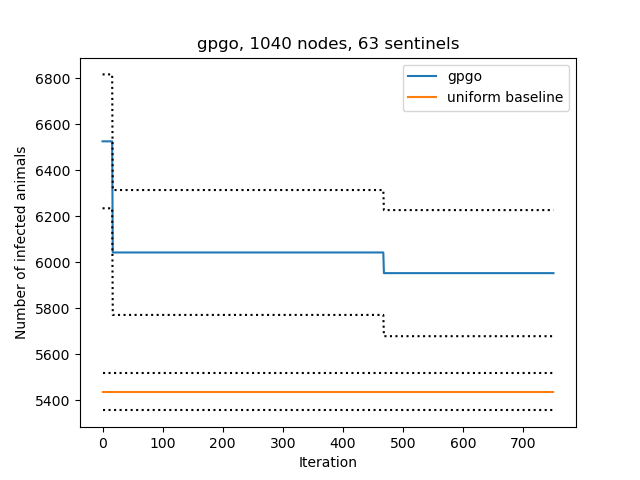 gpgo, 1040 nodes, 63 sentinels
gpgo
uniform baseline
Number of infected animals
6800
6600
6400
6200
6000
5800
5600
5400
0 100 200 300 400 500 600 700
Iteration